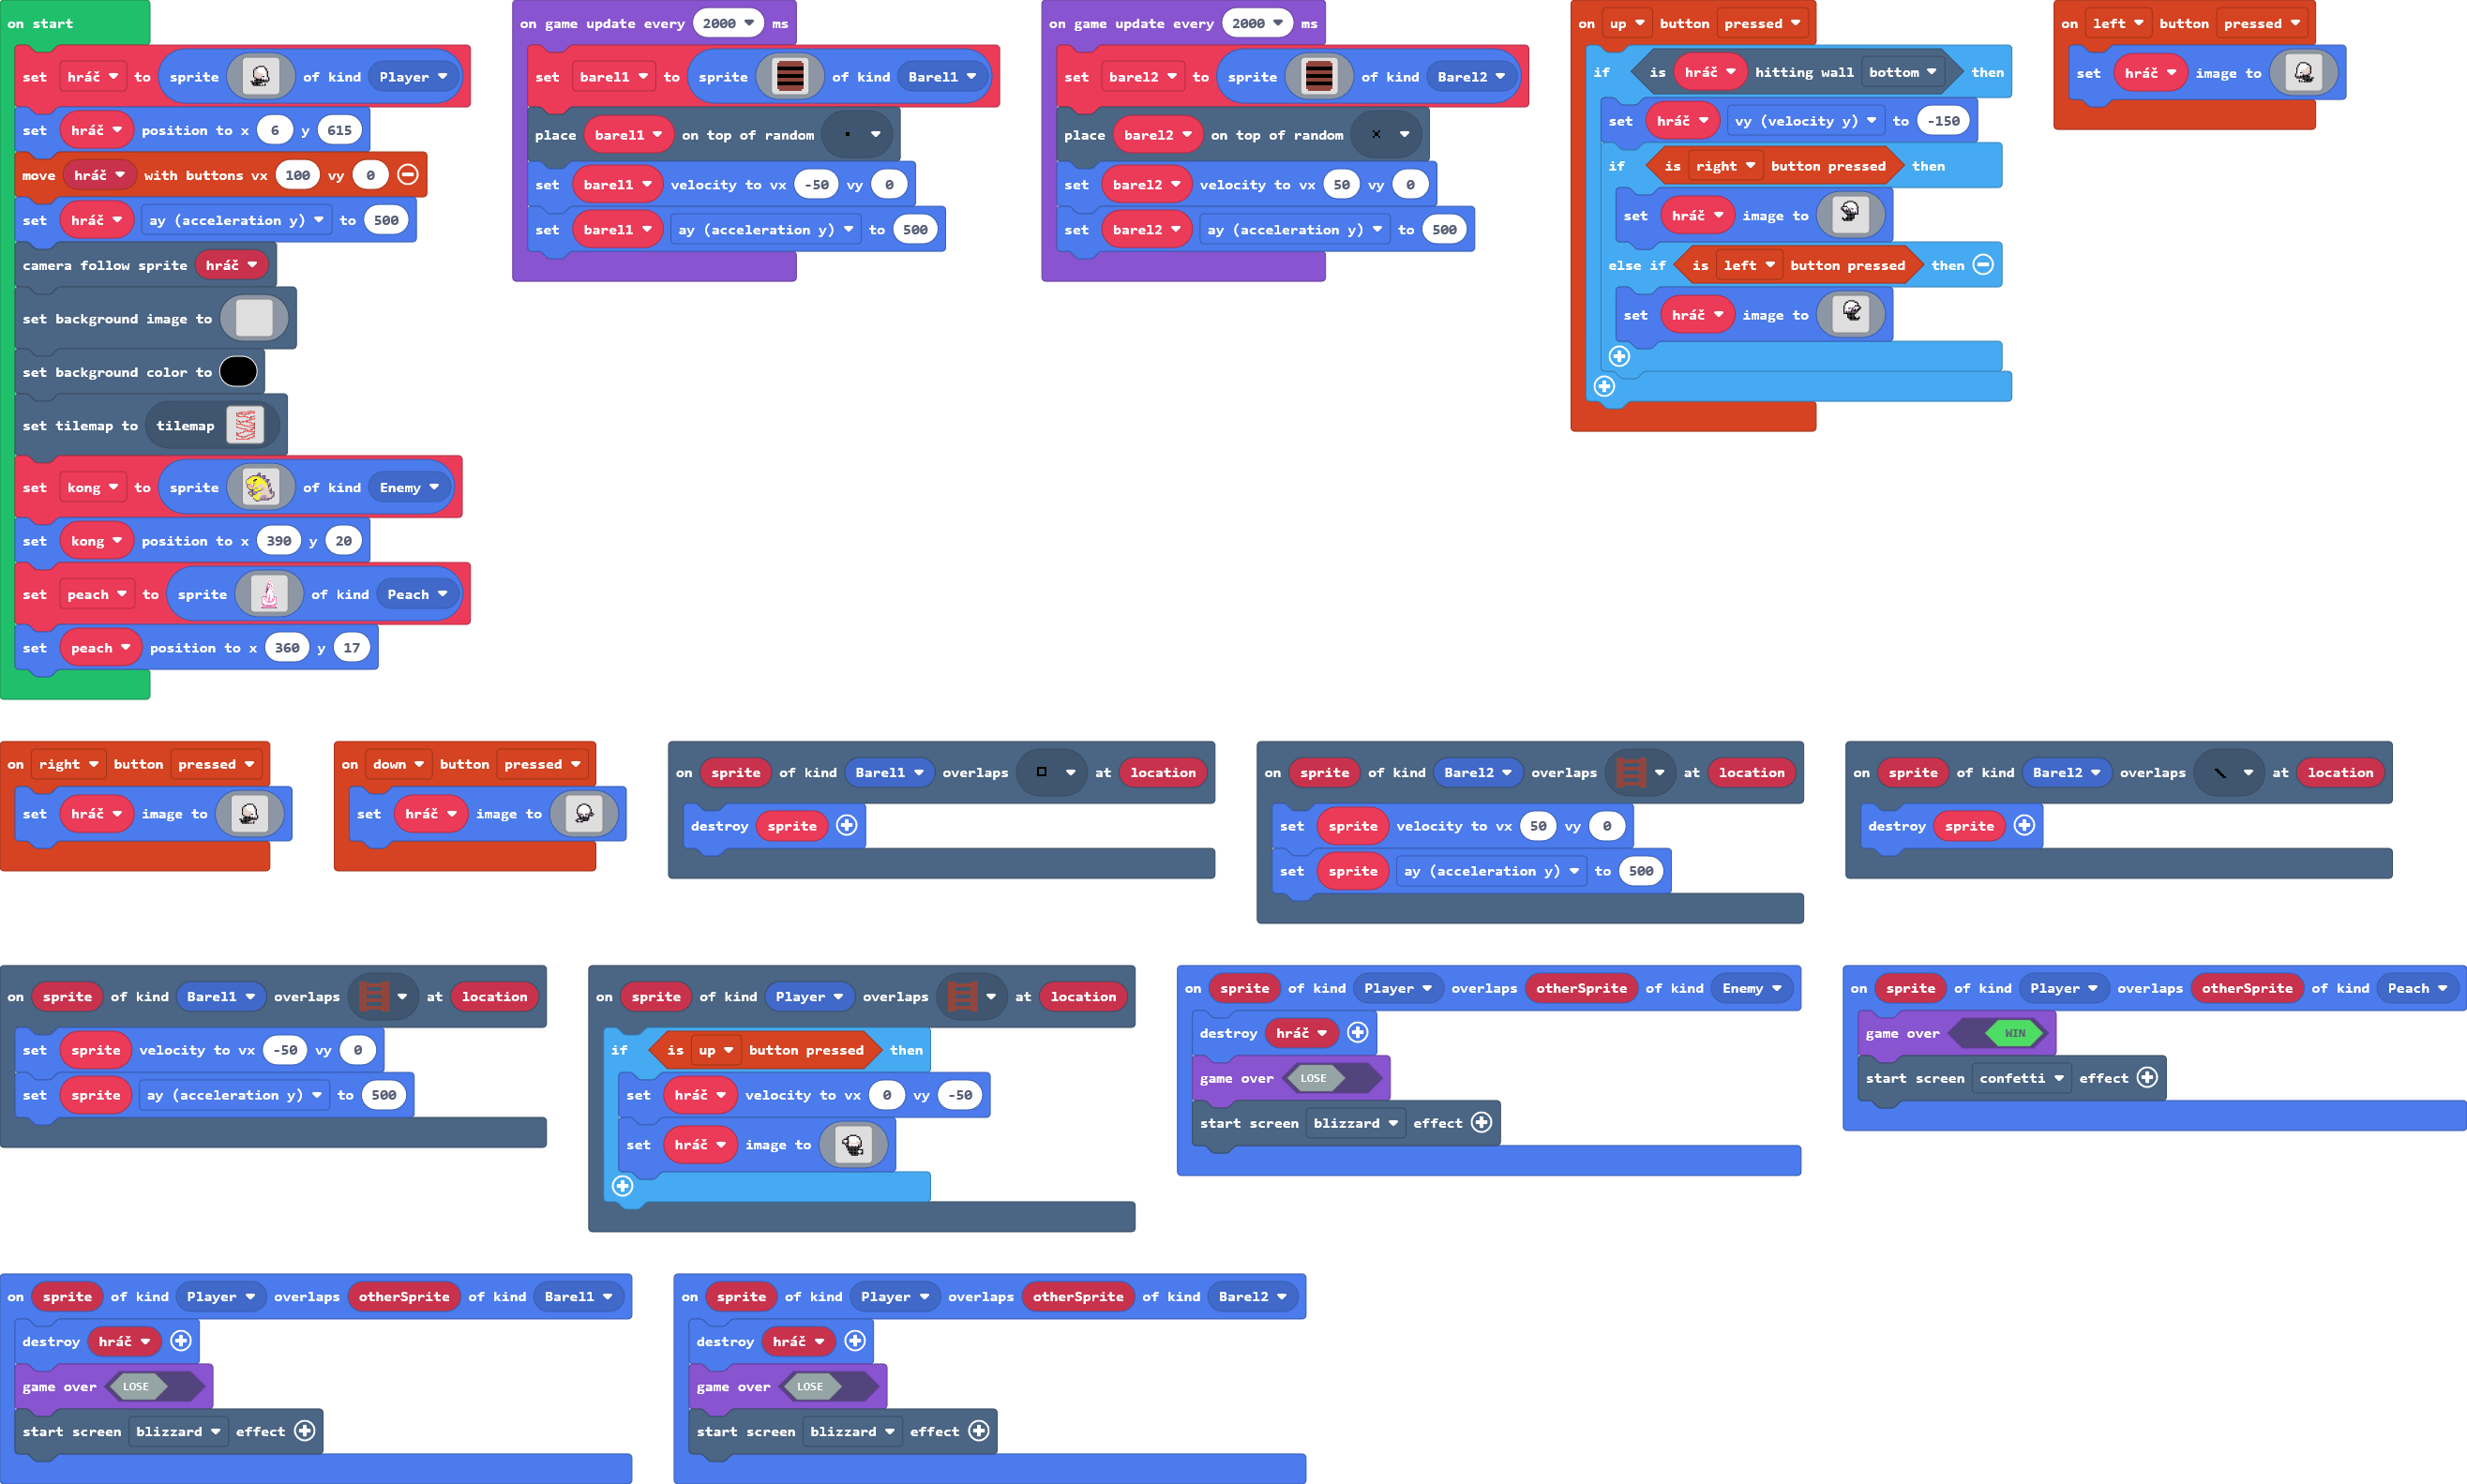 on start
set hráč to sprite of kind Player
set hráč position to x 6 y 615
move hráč with buttons vx 100 vy 0
set hráč ay (acceleration y) to 500
camera follow sprite hráč
set background image to
set background color to
set tilemap to tilemap
set kong to sprite of kind Enemy
set kong position to x 390 y 20
set peach to sprite of kind Peach
set peach position to x 360 y 17
on game update every 2000 ms
set barel1 to sprite of kind Barel1
place barel1 on top of random
set barel1 velocity to vx -50 vy 0
set barel1 ay (acceleration y) to 500
on game update every 2000 ms
set barel2 to sprite of kind Barel2
place barel2 on top of random
set barel2 velocity to vx 50 vy 0
set barel2 ay (acceleration y) to 500
on up button pressed
if is hráč hitting wall bottom then
set hráč vy (velocity y) to -150
if is right button pressed then
set hráč image to
else if is left button pressed then
set hráč image to
on left button pressed
set hráč image to
on right button pressed
set hráč image to
on down button pressed
set hráč image to
on sprite of kind Barel1 overlaps at location
destroy sprite
on sprite of kind Barel2 overlaps at location
set sprite velocity to vx 50 vy 0
set sprite ay (acceleration y) to 500
on sprite of kind Barel2 overlaps at location
destroy sprite
on sprite of kind Barel1 overlaps at location
set sprite velocity to vx -50 vy 0
set sprite ay (acceleration y) to 500
on sprite of kind Player overlaps at location
if is up button pressed then
set hráč velocity to vx 0 vy -50
set hráč image to
on sprite of kind Player overlaps otherSprite of kind Enemy
destroy hráč
game over LOSE
start screen blizzard effect
on sprite of kind Player overlaps otherSprite of kind Peach
game over WIN
start screen confetti effect
on sprite of kind Player overlaps otherSprite of kind Barel1
destroy hráč
game over LOSE
start screen blizzard effect
on sprite of kind Player overlaps otherSprite of kind Barel2
destroy hráč
game over LOSE
start screen blizzard effect